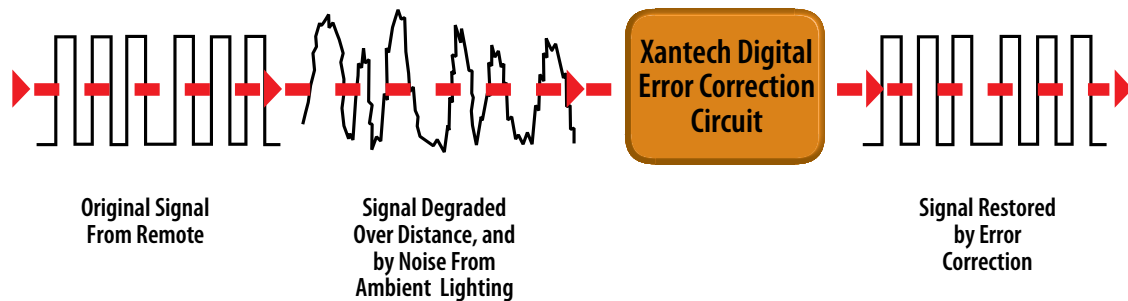 Xantech Digital
Error Correction
Circuit
Original Signal
From Remote
Signal Degraded
Over Distance, and
by Noise From
Ambient Lighting
Signal Restored
by Error
Correction